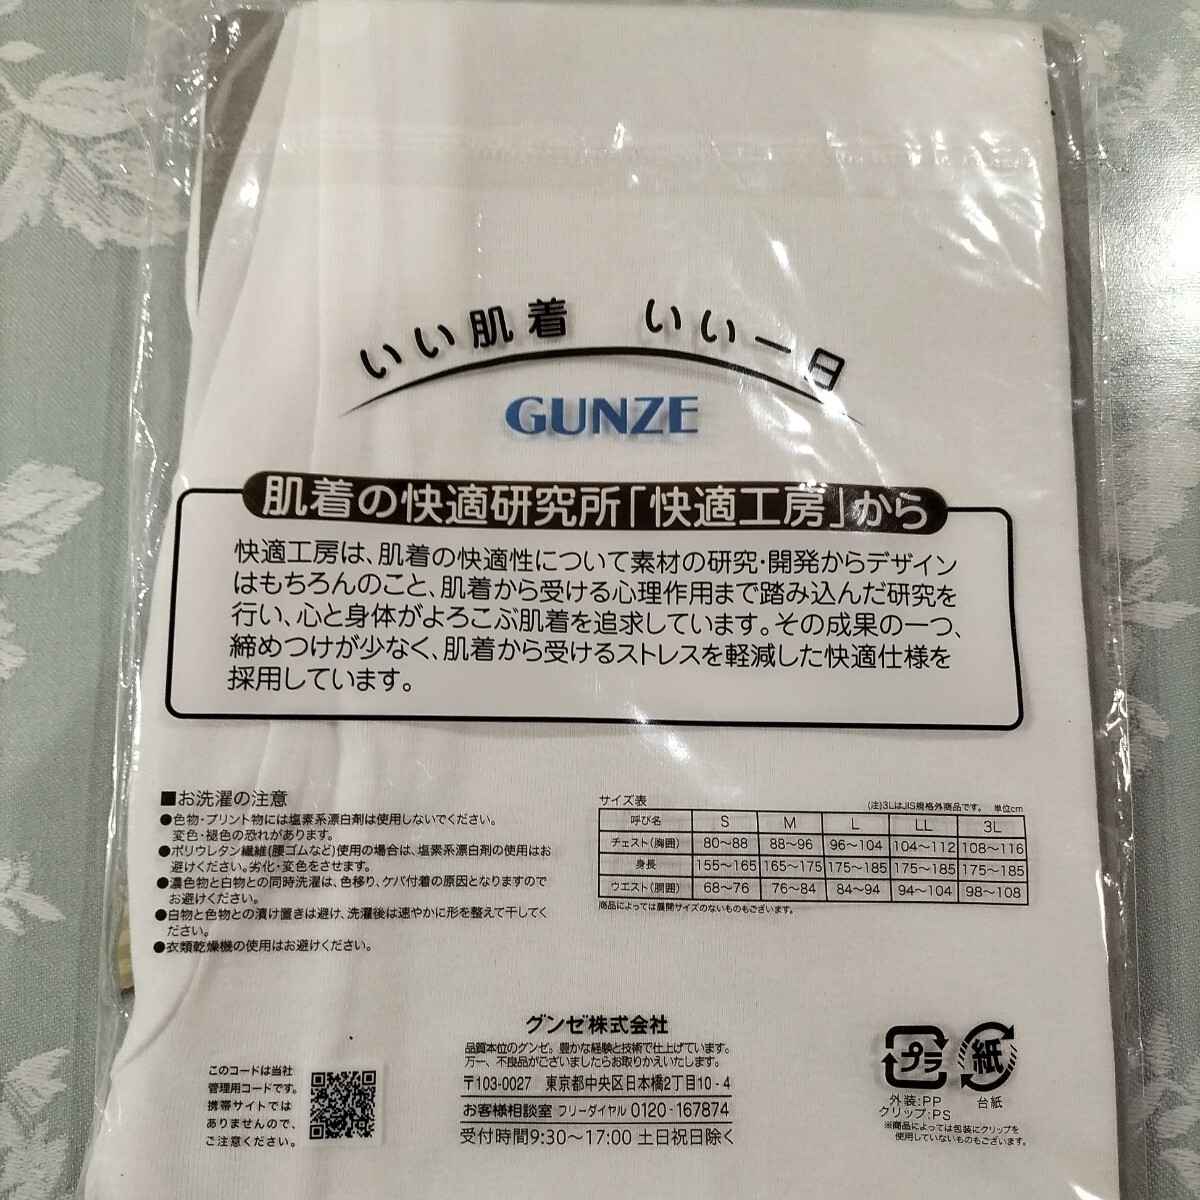 いい肌着　いい一日
GUNZE
肌着の快適研究所「快適工房」から
快適工房は、肌着の快適性について素材の研究・開発からデザイン
はもちろんのこと、肌着から受ける心理作用まで踏み込んだ研究を
行い、心と身体がよろこぶ肌着を追求しています。その成果の一つ、
締めつけが少なく、肌着から受けるストレスを軽減した快適仕様を
採用しています。
■お洗濯の注意
●色物・プリント物には塩素系漂白剤は使用しないでください。
変色・褪色の恐れがあります。
●ポリウレタン繊維(腰ゴムなど)使用の場合は、塩素系漂白剤の使用はお
避けください。劣化・変色をさせます。
●濃色物と白物との同時洗濯は、色移り、ケバ付着の原因となりますので
お避けください。
●白物と色物との漬け置きは避け、洗濯後は速やかに形を整えて干してく
ださい。
●衣類乾燥機の使用はお避けください。
サイズ表 (注)3LはJIS規格外商品です。 単位cm
呼び名 S M L LL 3L
チェスト(胸囲) 80～88 88～96 96～104 104～112 108～116
身長 155～165 165～175 175～185 175～185 175～185
ウエスト(胴囲) 68～76 76～84 84～94 94～104 98～108
商品によっては展開サイズのないものもございます。
このコードは当社
管理用コードです。
携帯サイトでは
ありませんので、
ご注意ください。
グンゼ株式会社
品質本位のグンゼ。豊かな経験と技術で仕上げています。
万一、不良品がございましたらお取りかえいたします。
〒103-0027 東京都中央区日本橋2丁目10-4
お客様相談室 フリーダイヤル 0120-167874
受付時間9:30～17:00 土日祝日除く
プラ 紙
外装:PP 台紙
クリップ:PS
※商品によっては包装にクリップを
使用していないものもございます。